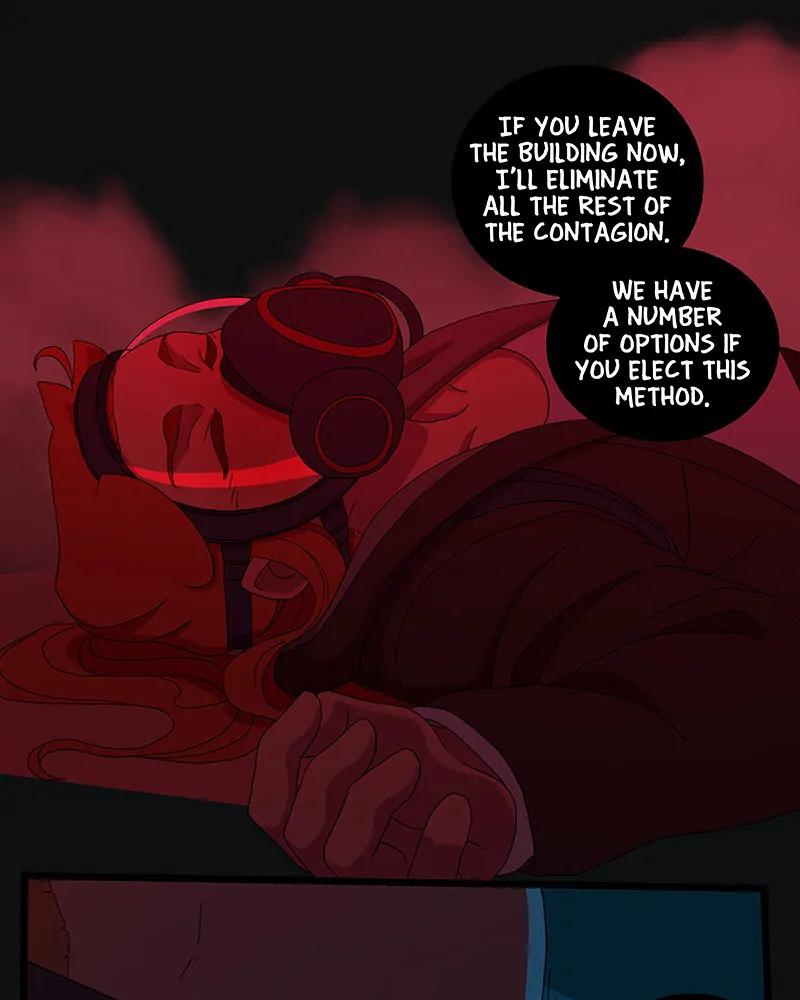 IF YOU LEAVE
THE BUILDING NOW,
I'LL ELIMINATE
ALL THE REST OF
THE CONTAGION.
WE HAVE
A NUMBER
OF OPTIONS IF
YOU ELECT THIS
METHOD.